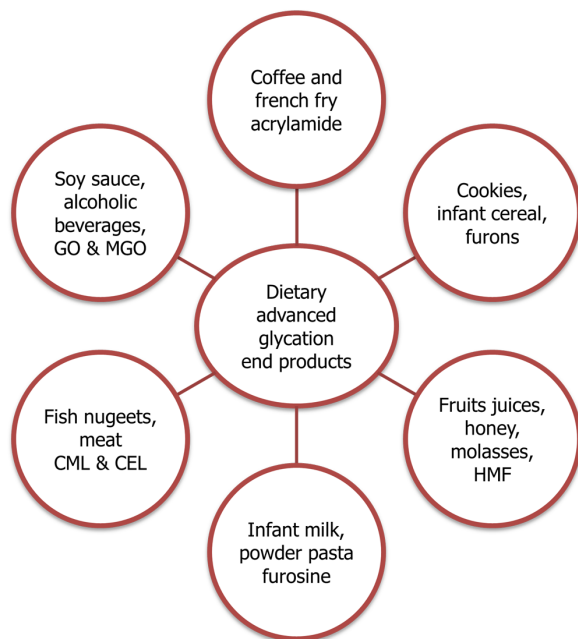 Coffee and
french fry
acrylamide
Soy sauce,
alcoholic
beverages,
GO & MGO
Cookies,
infant cereal,
furons
Dietary
advanced
glycation
end products
Fish nugeets,
meat
CML & CEL
Fruits juices,
honey,
molasses,
HMF
Infant milk,
powder pasta
furosine